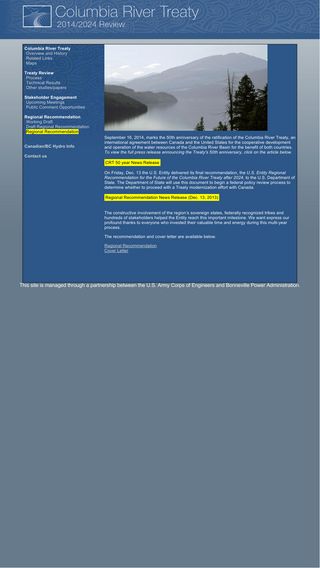 Columbia River Treaty
2014/2024 Review
Columbia River Treaty
Overview and History
Related Links
Maps
Treaty Review
Process
Technical Results
Other studies/papers
Stakeholder Engagement
Upcoming Meetings
Public Comment Opportunities
Regional Recommendation
Working Draft
Draft Regional Recommendation
Regional Recommendation
Canadian/BC Hydro Info
Contact us
September 16, 2014, marks the 50th anniversary of the ratification of the Columbia River Treaty, an
international agreement between Canada and the United States for the cooperative development
and operation of the water resources of the Columbia River Basin for the benefit of both countries.
To view the full press release announcing the Treaty's 50th anniversary, click on the article below.
CRT 50 year News Release
On Friday, Dec. 13 the U.S. Entity delivered its final recommendation, the U.S. Entity Regional
Recommendation for the Future of the Columbia River Treaty after 2024, to the U.S. Department of
State. The Department of State will use this document to begin a federal policy review process to
determine whether to proceed with a Treaty modernization effort with Canada.
Regional Recommendation News Release (Dec. 13, 2013)
The constructive involvement of the region's sovereign states, federally recognized tribes and
hundreds of stakeholders helped the Entity reach this important milestone. We want express our
profound thanks to everyone who invested their valuable time and energy during this multi-year
process.
The recommendation and cover letter are available below.
Regional Recommendation
Cover Letter
This site is managed through a partnership between the U.S. Army Corps of Engineers and Bonneville Power Administration.